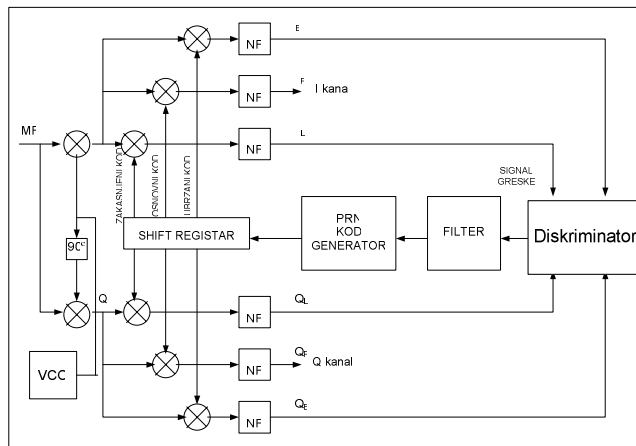 E
NF
P
NF
I kana
L
NF
MF
ZAKASNJENI KOD
OSNOVNI KOD
UBRZANI KOD
SIGNAL
GRESKE
SHIFT REGISTAR
PRN
KOD
GENERATOR
FILTER
Diskriminator
90°
Q
NF
QL
VCC
NF
QP
Q kanal
NF
QE